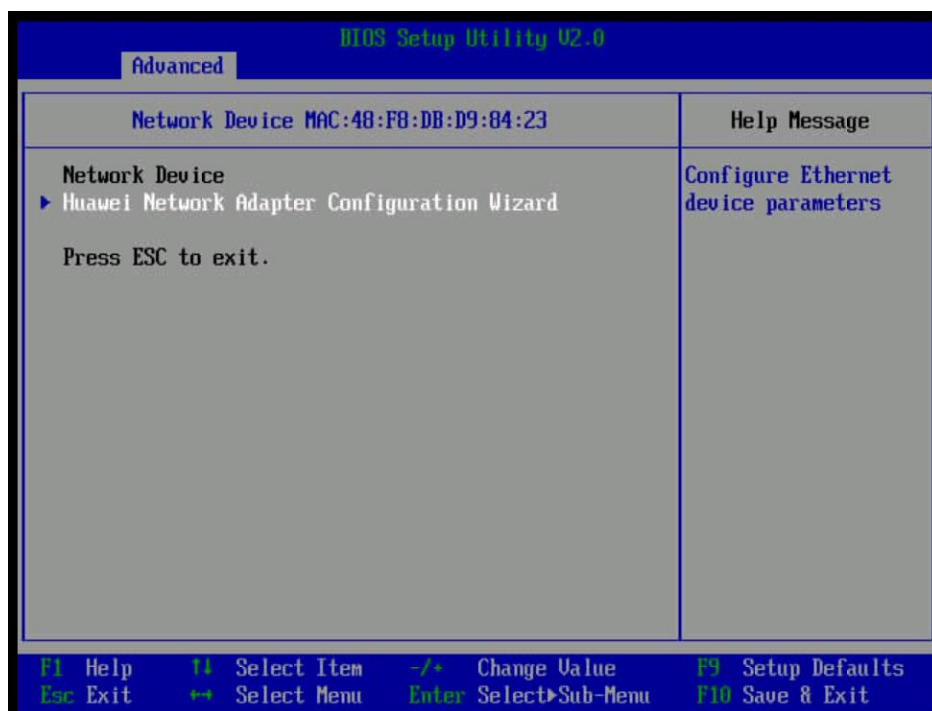 BIOS Setup Utility V2.0
Advanced
Network Device MAC:48:F8:DB:D9:84:23
Help Message
Network Device
Huawei Network Adapter Configuration Wizard
Press ESC to exit.
Configure Ethernet
device parameters
F1 Help ↑↓ Select Item -/+ Change Value F9 Setup Defaults
Esc Exit ↔ Select Menu Enter Select▶Sub-Menu F10 Save & Exit